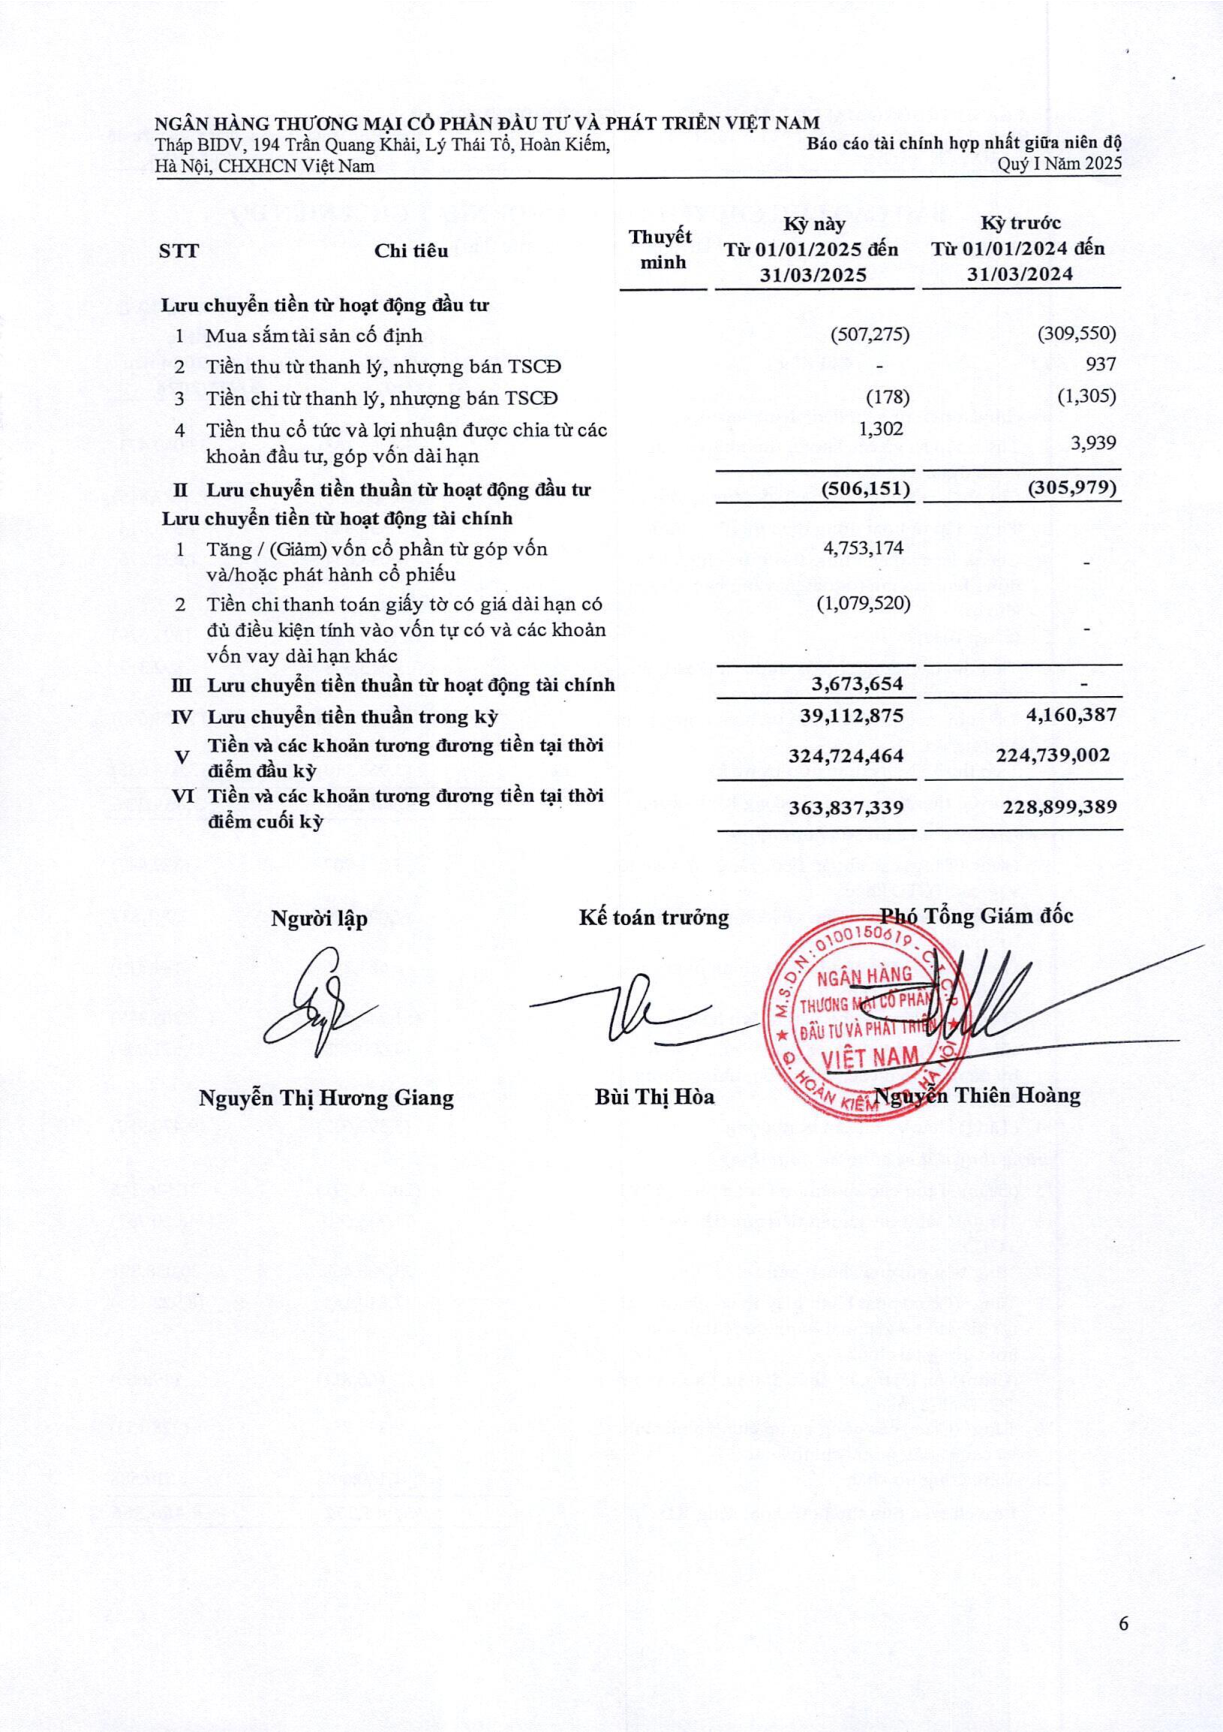 NGÂN HÀNG THƯƠNG MẠI CỔ PHẦN ĐẦU TƯ VÀ PHÁT TRIỂN VIỆT NAM
Tháp BIDV, 194 Trần Quang Khải, Lý Thái Tổ, Hoàn Kiếm,
Hà Nội, CHXHCN Việt Nam
Báo cáo tài chính hợp nhất giữa niên độ
Quý I Năm 2025
STT Chỉ tiêu Thuyết minh Kỳ này Từ 01/01/2025 đến 31/03/2025 Kỳ trước Từ 01/01/2024 đến 31/03/2024
Lưu chuyển tiền từ hoạt động đầu tư
1 Mua sắm tài sản cố định (507,275) (309,550)
2 Tiền thu từ thanh lý, nhượng bán TSCĐ - 937
3 Tiền chi từ thanh lý, nhượng bán TSCĐ (178) (1,305)
4 Tiền thu cổ tức và lợi nhuận được chia từ các 1,302
khoản đầu tư, góp vốn dài hạn 3,939
II Lưu chuyển tiền thuần từ hoạt động đầu tư (506,151) (305,979)
Lưu chuyển tiền từ hoạt động tài chính
1 Tăng / (Giảm) vốn cổ phần từ góp vốn 4,753,174
và/hoặc phát hành cổ phiếu -
2 Tiền chi thanh toán giấy tờ có giá dài hạn có (1,079,520)
đủ điều kiện tính vào vốn tự có và các khoản -
vốn vay dài hạn khác
III Lưu chuyển tiền thuần từ hoạt động tài chính 3,673,654 -
IV Lưu chuyển tiền thuần trong kỳ 39,112,875 4,160,387
V Tiền và các khoản tương đương tiền tại thời
điểm đầu kỳ 324,724,464 224,739,002
VI Tiền và các khoản tương đương tiền tại thời
điểm cuối kỳ 363,837,339 228,899,389
Người lập Kế toán trưởng Phó Tổng Giám đốc
M.S.D.N: 0100150619 - C.T.C.P
NGÂN HÀNG
THƯƠNG MẠI CỔ PHẦN
ĐẦU TƯ VÀ PHÁT TRIỂN
VIỆT NAM
Q. HOÀN KIẾM - TP. HÀ NỘI
Nguyễn Thị Hương Giang Bùi Thị Hòa Nguyễn Thiên Hoàng
6